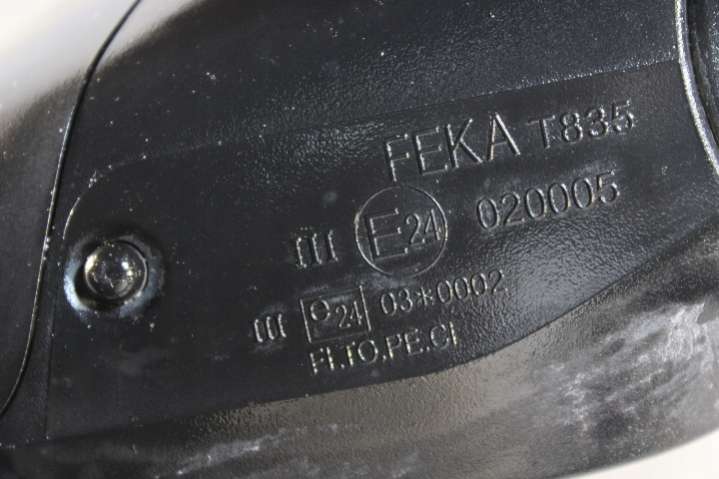 FEKA T835
III E24 020005
III e24 03*0002
FI.TO.PE.CI